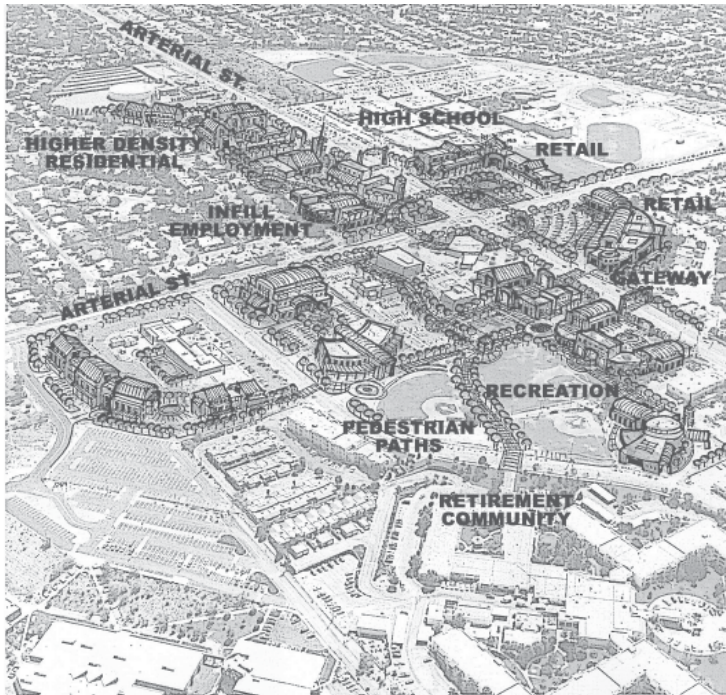 ARTERIAL ST.
HIGH SCHOOL
HIGHER DENSITY
RESIDENTIAL
RETAIL
RETAIL
INFILL
EMPLOYMENT
GATEWAY
ARTERIAL ST.
RECREATION
PEDESTRIAN
PATHS
RETIREMENT
COMMUNITY